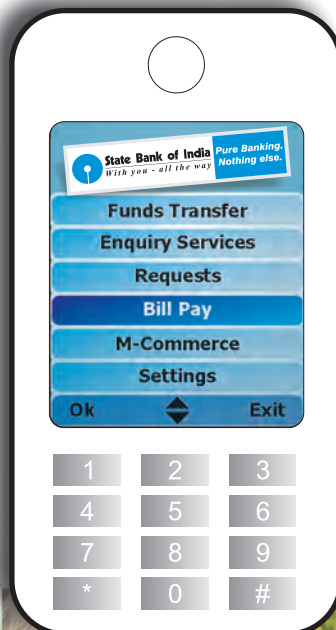 State Bank of India
With you - all the way
Pure Banking.
Nothing else.
Funds Transfer
Enquiry Services
Requests
Bill Pay
M-Commerce
Settings
Ok Exit
1 2 3
4 5 6
7 8 9
* 0 #